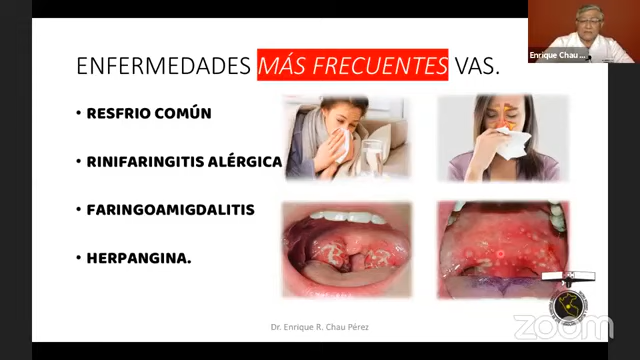 ENFERMEDADES MÁS FRECUENTES VAS.
• RESFRIO COMÚN
• RINIFARINGITIS ALÉRGICA
• FARINGOAMIGDALITIS
• HERPANGINA.
Dr. Enrique R. Chau Pérez
Enrique Chau ...
zoom